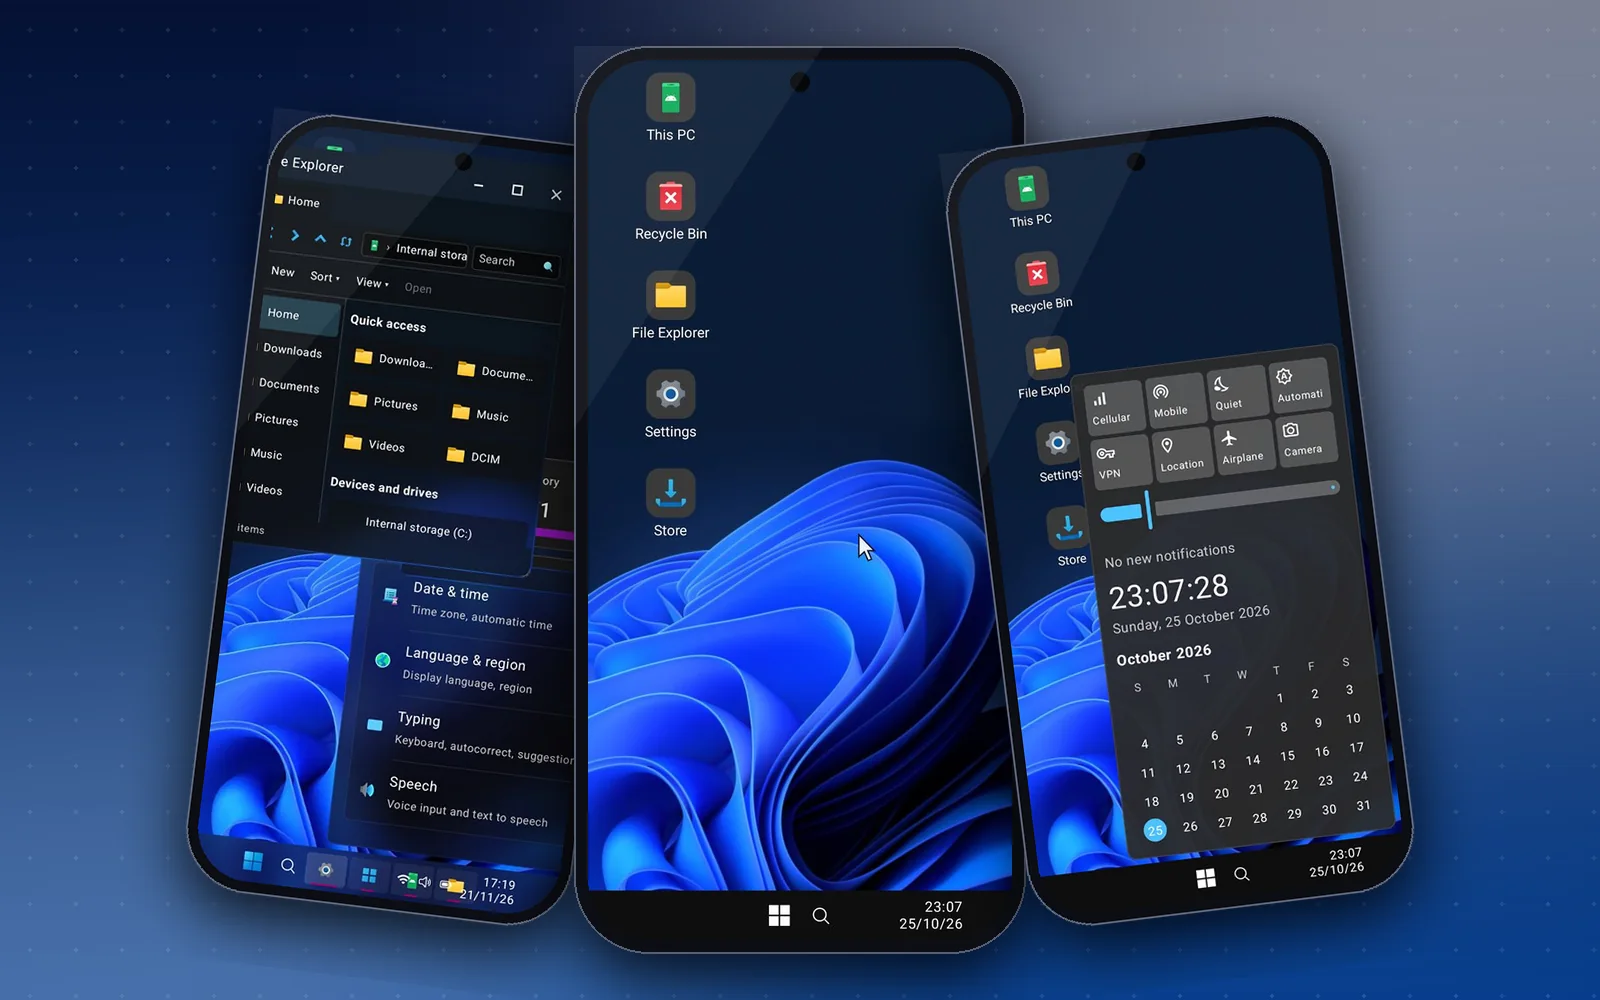 e Explorer
Home
Internal stora
Search
New
Sort
View
Open
Home
Downloads
Documents
Pictures
Music
Videos
items
Quick access
Downloa...
Docume...
Pictures
Music
Videos
DCIM
Devices and drives
Internal storage (C:)
ory
1
Date & time
Time zone, automatic time
Language & region
Display language, region
Typing
Keyboard, autocorrect, suggestion
Speech
Voice input and text to speech
17:19
21/11/26
This PC
Recycle Bin
File Explorer
Settings
Store
23:07
25/10/26
This PC
Recycle Bin
File Explo
Settings
Store
Cellular
Mobile
Quiet
Automati
VPN
Location
Airplane
Camera
No new notifications
23:07:28
Sunday, 25 October 2026
October 2026
S M T W T F S
1 2 3
4 5 6 7 8 9 10
11 12 13 14 15 16 17
18 19 20 21 22 23 24
25 26 27 28 29 30 31
23:07
25/10/26